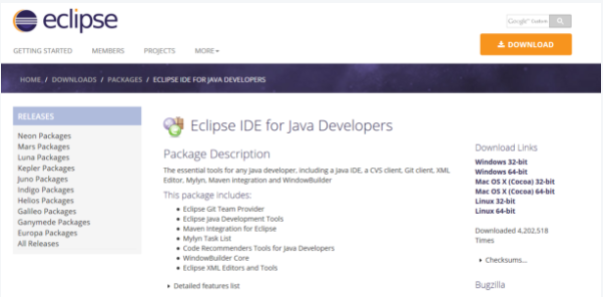 eclipse
Google™ Custom
GETTING STARTED MEMBERS PROJECTS MORE
DOWNLOAD
HOME / DOWNLOADS / PACKAGES / ECLIPSE IDE FOR JAVA DEVELOPERS
RELEASES
Neon Packages
Mars Packages
Luna Packages
Kepler Packages
Juno Packages
Indigo Packages
Helios Packages
Galileo Packages
Ganymede Packages
Europa Packages
All Releases
Eclipse IDE for Java Developers
Package Description
The essential tools for any Java developer, including a Java IDE, a CVS client, Git client, XML
Editor, Mylyn, Maven integration and WindowBuilder
This package includes:
Eclipse Git Team Provider
Eclipse Java Development Tools
Maven Integration for Eclipse
Mylyn Task List
Code Recommenders Tools for Java Developers
WindowBuilder Core
Eclipse XML Editors and Tools
Detailed features list
Download Links
Windows 32-bit
Windows 64-bit
Mac OS X (Cocoa) 32-bit
Mac OS X (Cocoa) 64-bit
Linux 32-bit
Linux 64-bit
Downloaded 4,202,518
Times
Checksums...
Bugzilla